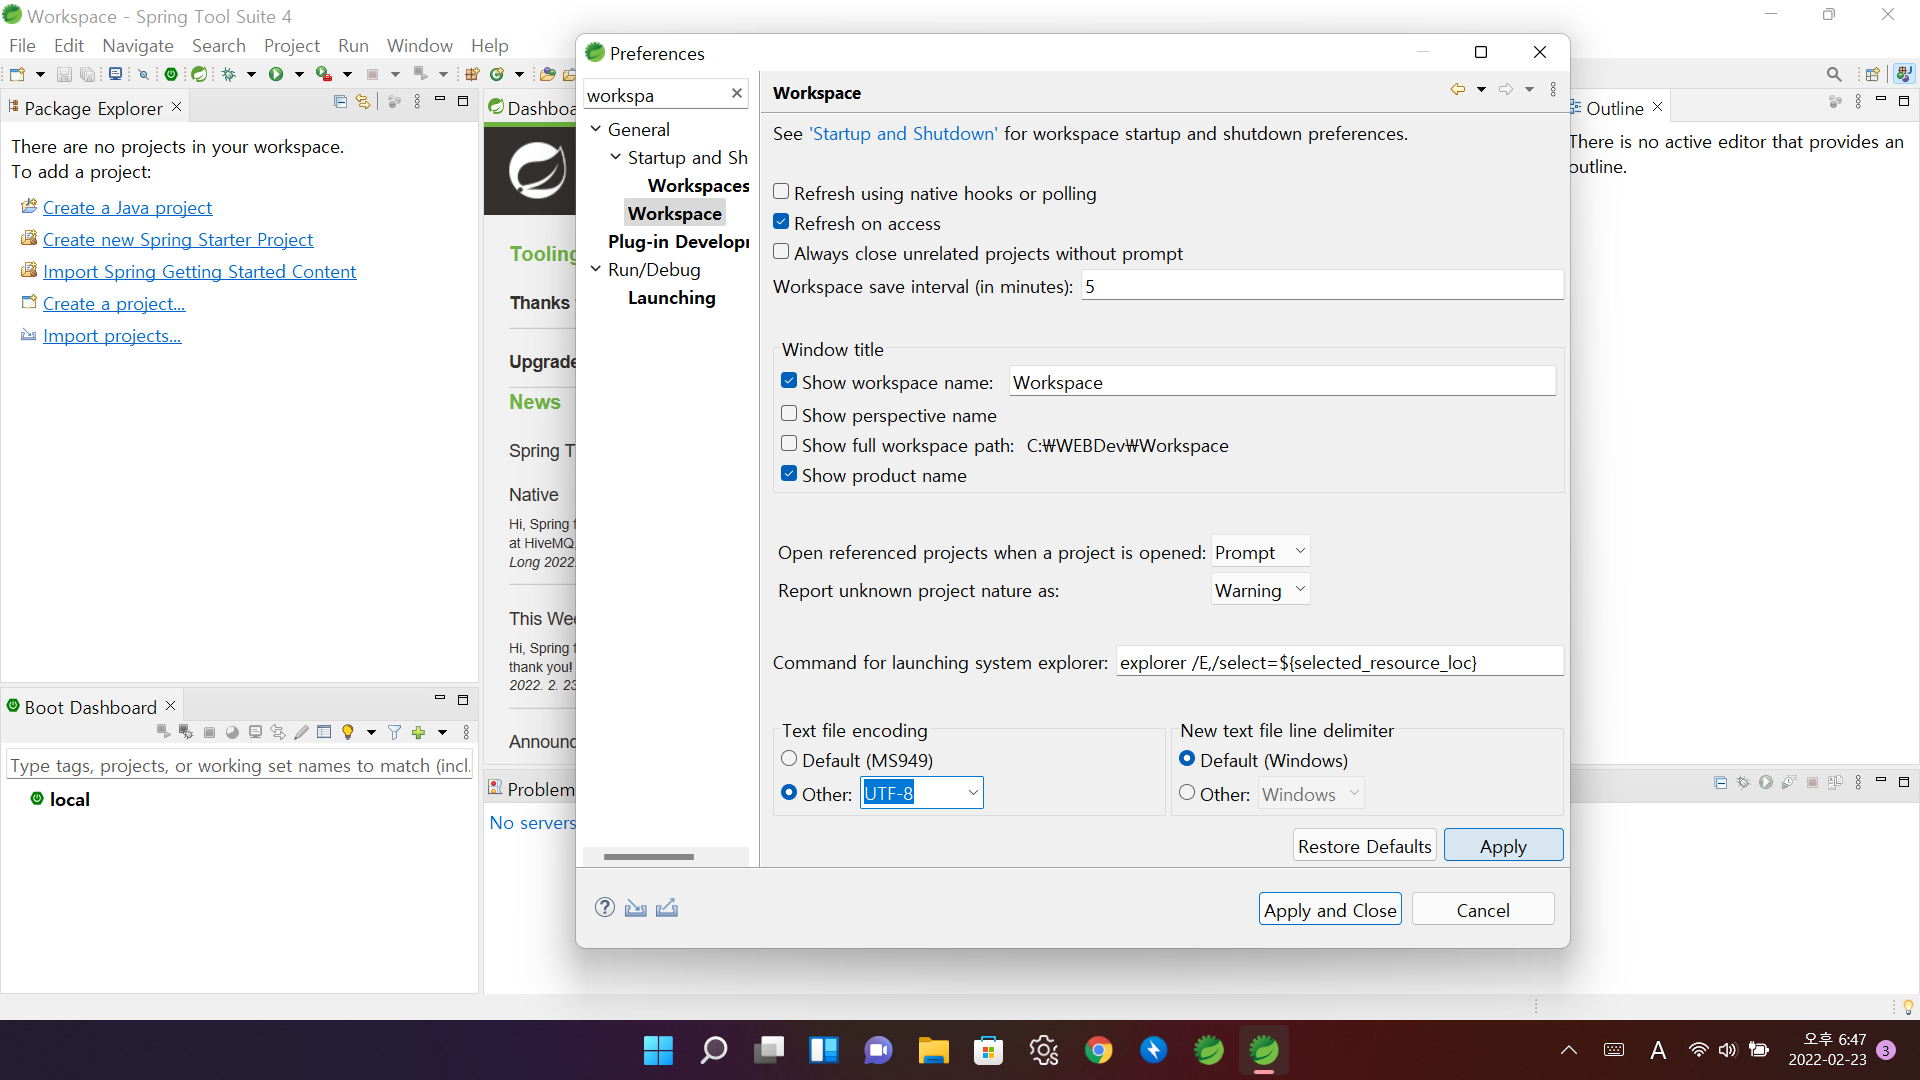 Workspace - Spring Tool Suite 4
File Edit Navigate Search Project Run Window Help
Package Explorer
There are no projects in your workspace.
To add a project:
Create a Java project
Create new Spring Starter Project
Import Spring Getting Started Content
Create a project...
Import projects...
Boot Dashboard
Type tags, projects, or working set names to match (incl.
local
Dashboa
Tooling
Thanks
Upgrade
News
Spring T
Native
Hi, Spring f
at HiveMQ
Long 2022
This Wee
Hi, Spring f
thank you!
2022. 2. 23
Announc
Problem
No servers
Preferences
workspa
General
Startup and Sh
Workspaces
Workspace
Plug-in Develop
Run/Debug
Launching
Workspace
See 'Startup and Shutdown' for workspace startup and shutdown preferences.
Refresh using native hooks or polling
Refresh on access
Always close unrelated projects without prompt
Workspace save interval (in minutes): 5
Window title
Show workspace name: Workspace
Show perspective name
Show full workspace path: C:₩WEBDev₩Workspace
Show product name
Open referenced projects when a project is opened: Prompt
Report unknown project nature as: Warning
Command for launching system explorer: explorer /E,/select=${selected_resource_loc}
Text file encoding
Default (MS949)
Other: UTF-8
New text file line delimiter
Default (Windows)
Other: Windows
Restore Defaults Apply
Apply and Close Cancel
Outline
There is no active editor that provides an
outline.
A
오후 6:47
2022-02-23
3